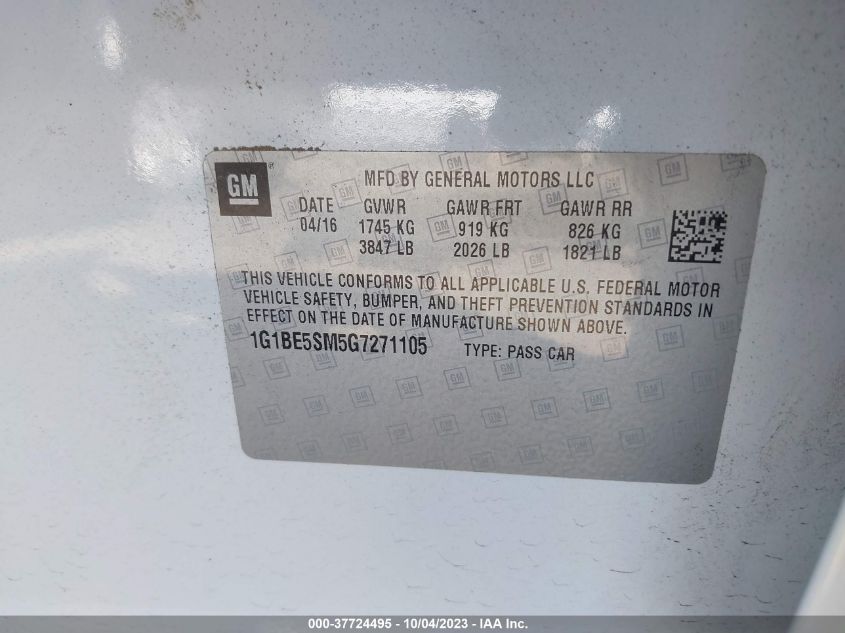 GM
MFD BY GENERAL MOTORS LLC
DATE GVWR GAWR FRT GAWR RR
04/16 1745 KG 919 KG 826 KG
3847 LB 2026 LB 1821 LB
THIS VEHICLE CONFORMS TO ALL APPLICABLE U.S. FEDERAL MOTOR
VEHICLE SAFETY, BUMPER, AND THEFT PREVENTION STANDARDS IN
EFFECT ON THE DATE OF MANUFACTURE SHOWN ABOVE.
1G1BE5SM5G7271105 TYPE: PASS CAR
000-37724495 - 10/04/2023 - IAA Inc.